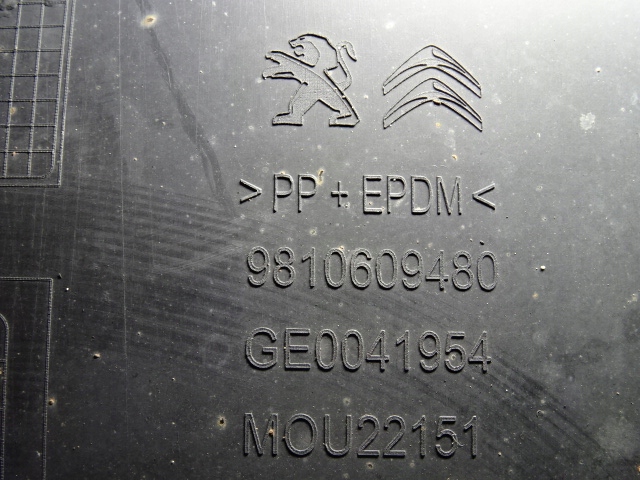 > PP + EPDM <
9810609480
GE0041954
MOU22151